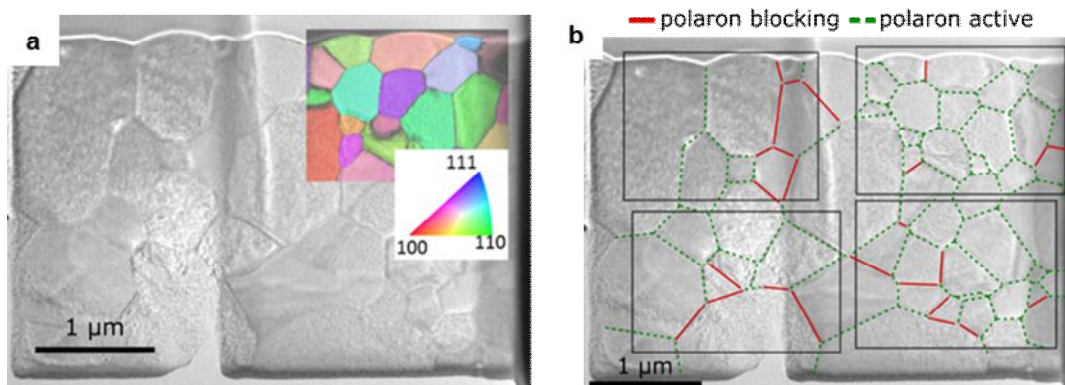 a
111
100
110
1 μm
polaron blocking
polaron active
b
1 μm